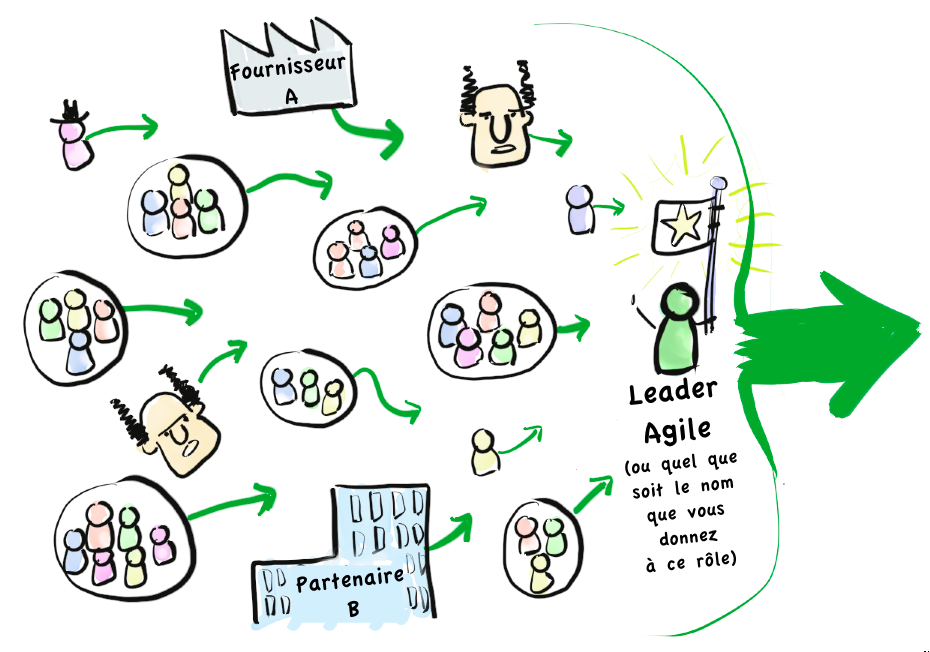 Fournisseur
A
Leader
Agile
(ou quel que
soit le nom
que vous
donnez
à ce rôle)
Partenaire
B